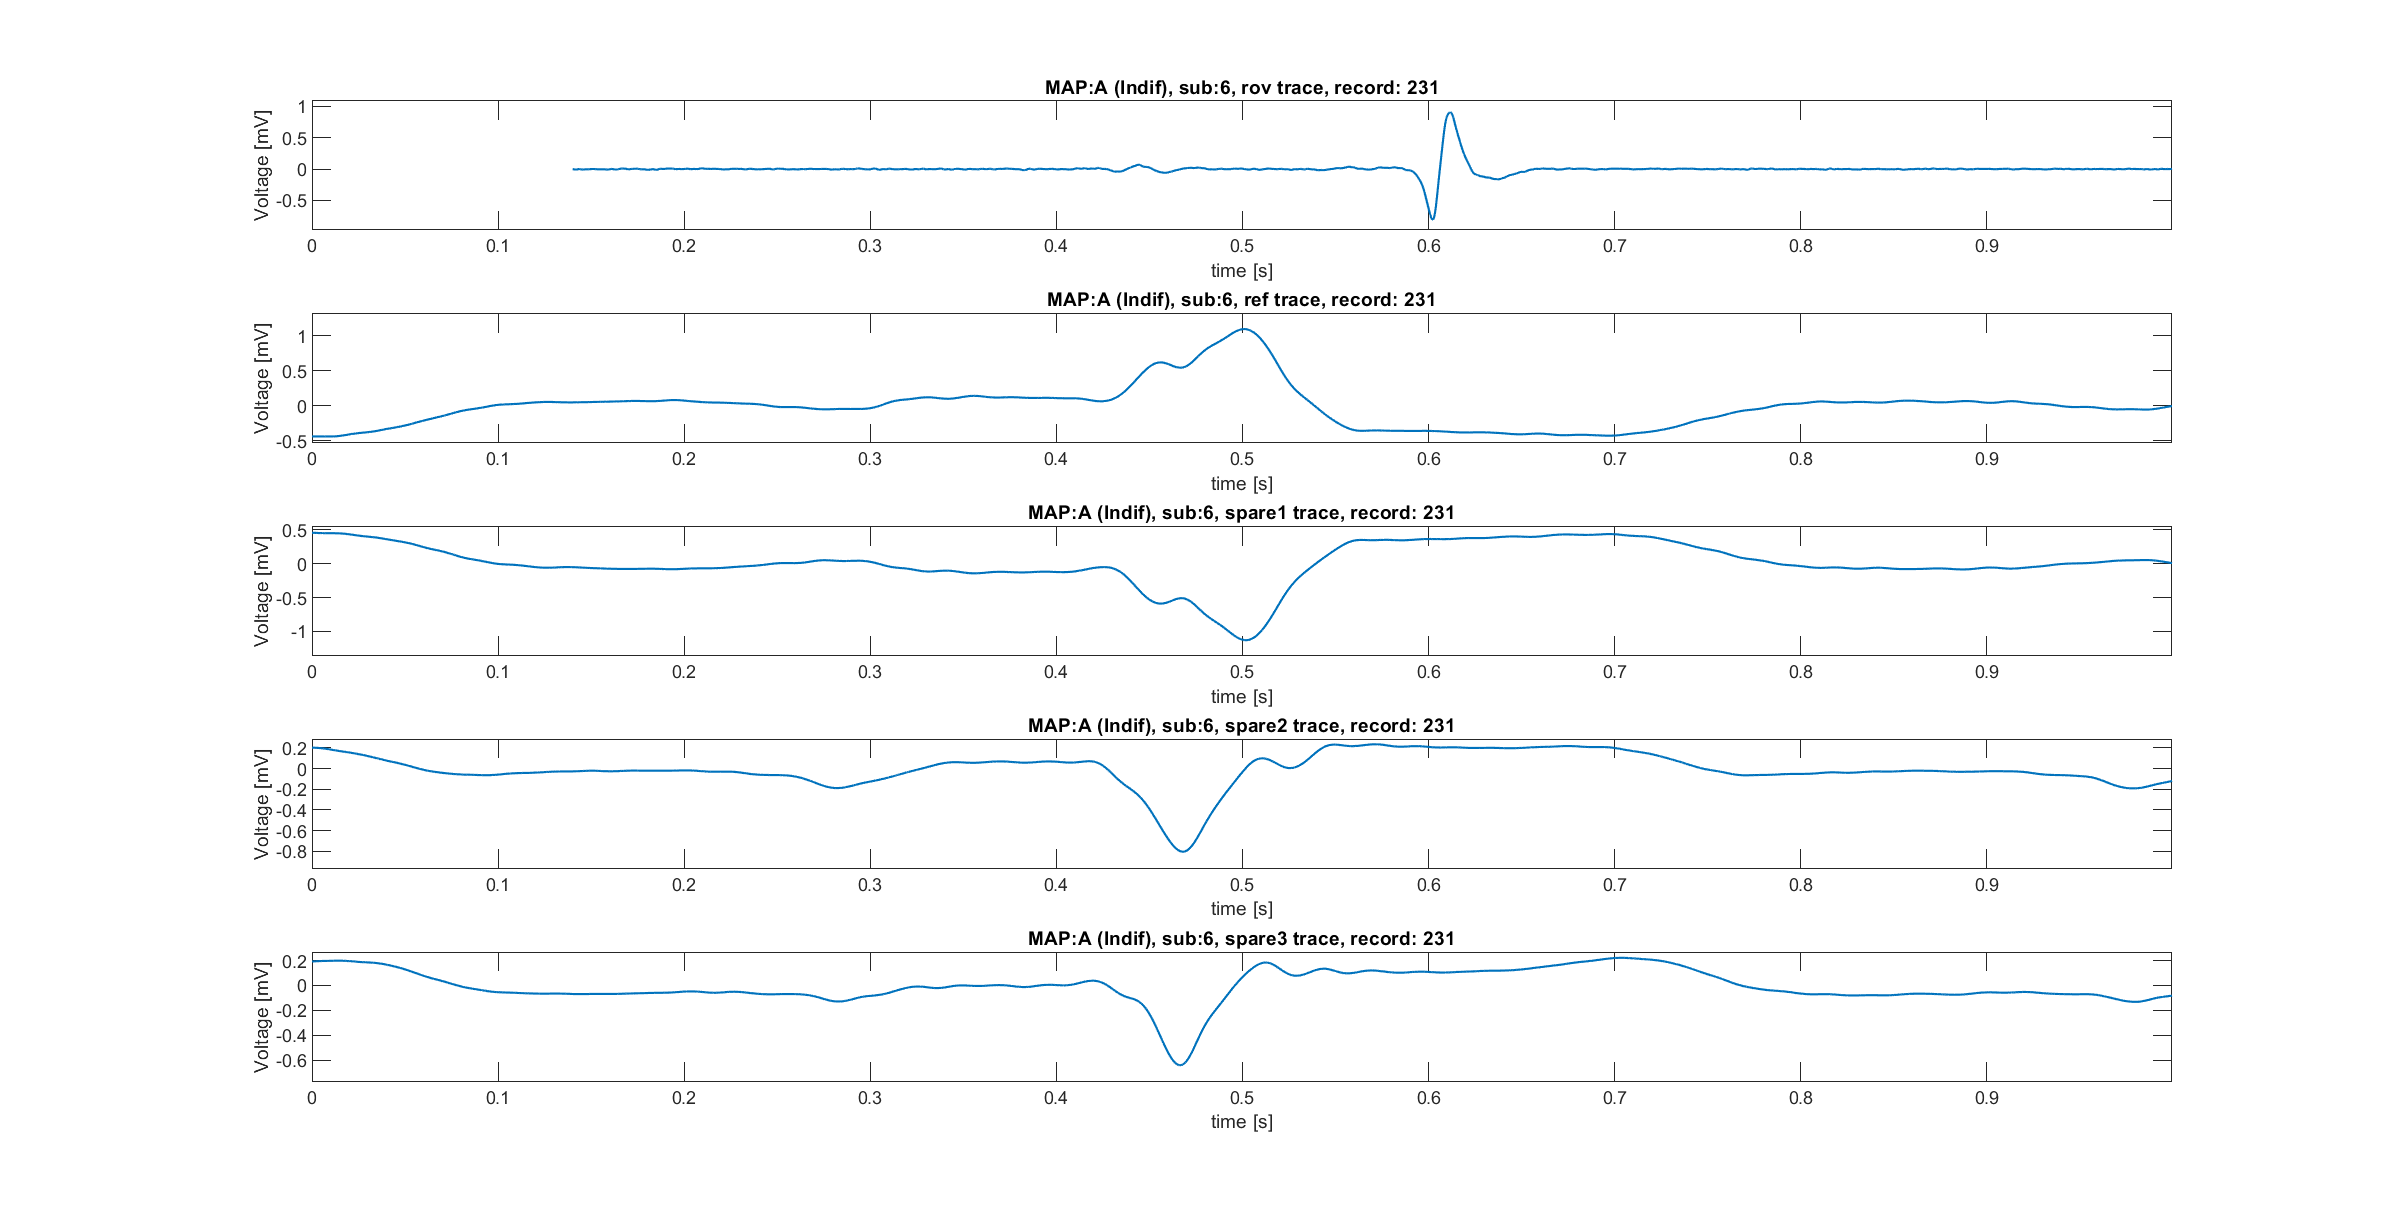 MAP:A (Indif), sub:6, rov trace, record: 231
Voltage [mV]
1
0.5
0
-0.5
0 0.1 0.2 0.3 0.4 0.5 0.6 0.7 0.8 0.9
time [s]
MAP:A (Indif), sub:6, ref trace, record: 231
Voltage [mV]
1
0.5
0
-0.5
0 0.1 0.2 0.3 0.4 0.5 0.6 0.7 0.8 0.9
time [s]
MAP:A (Indif), sub:6, spare1 trace, record: 231
Voltage [mV]
0.5
0
-0.5
-1
0 0.1 0.2 0.3 0.4 0.5 0.6 0.7 0.8 0.9
time [s]
MAP:A (Indif), sub:6, spare2 trace, record: 231
Voltage [mV]
0.2
0
-0.2
-0.4
-0.6
-0.8
0 0.1 0.2 0.3 0.4 0.5 0.6 0.7 0.8 0.9
time [s]
MAP:A (Indif), sub:6, spare3 trace, record: 231
Voltage [mV]
0.2
0
-0.2
-0.4
-0.6
0 0.1 0.2 0.3 0.4 0.5 0.6 0.7 0.8 0.9
time [s]